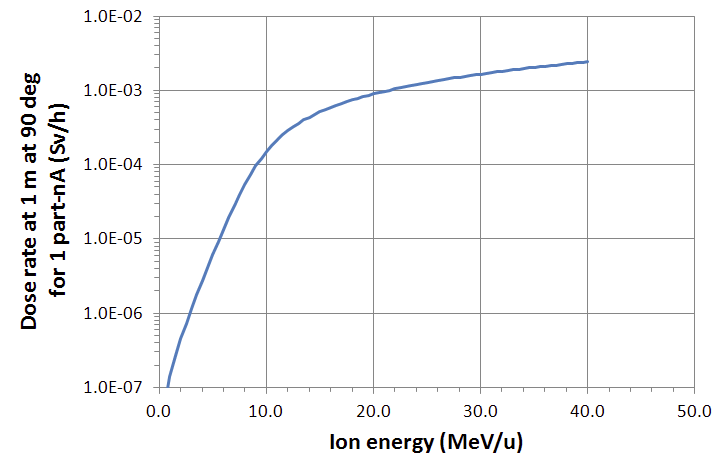 Dose rate at 1 m at 90 deg
for 1 part-nA (Sv/h)
1.0E-02
1.0E-03
1.0E-04
1.0E-05
1.0E-06
1.0E-07
0.0 10.0 20.0 30.0 40.0 50.0
Ion energy (MeV/u)